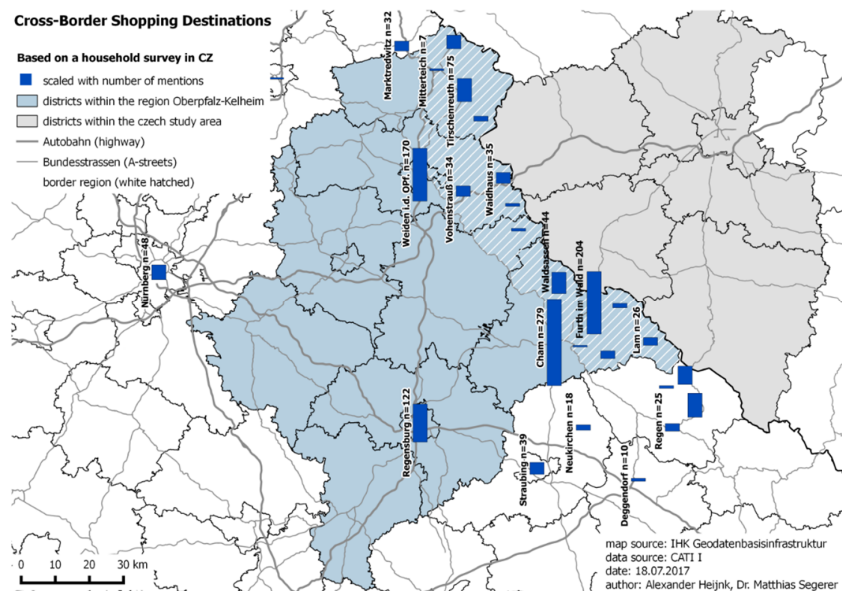 Cross-Border Shopping Destinations
Based on a household survey in CZ
scaled with number of mentions
districts within the region Oberpfalz-Kelheim
districts within the czech study area
Autobahn (highway)
Bundesstrassen (A-streets)
border region (white hatched)
Marktredwitz n=32
Mitterteich n=7
Tirschenreuth n=75
Weiden i.d. OPf. n=170
Vohenstrauß n=34
Waidhaus n=35
Nürnberg n=48
Waldsassen n=44
Furth im Wald n=204
Cham n=279
Lam n=26
Regensburg n=122
Straubing n=39
Neukirchen n=18
Deggendorf n=10
Regen n=25
0 10 20 30 km
map source: IHK Geodatenbasisinfrastruktur
data source: CATI I
date: 18.07.2017
author: Alexander Heijnk, Dr. Matthias Segerer